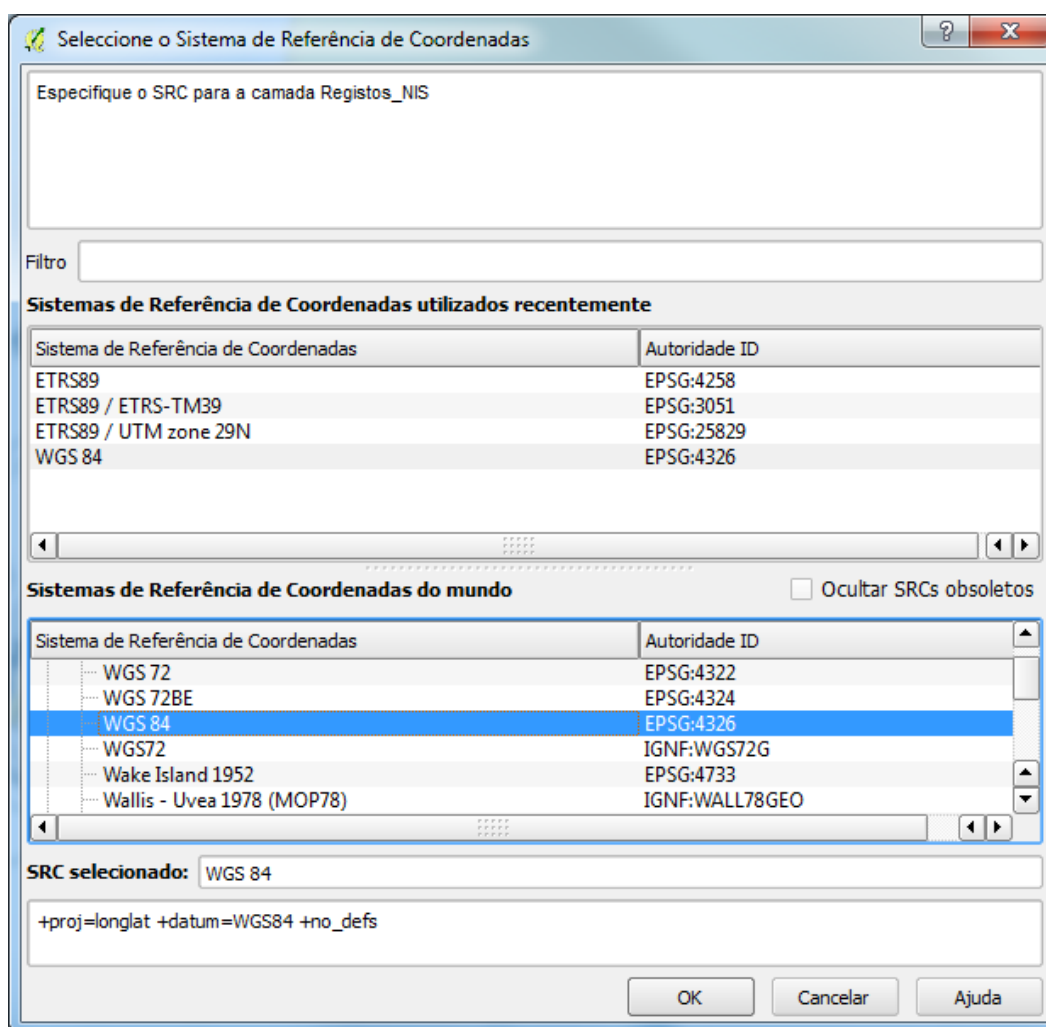 Seleccione o Sistema de Referência de Coordenadas
Especifique o SRC para a camada Registos_NIS
Filtro
Sistemas de Referência de Coordenadas utilizados recentemente
Sistema de Referência de Coordenadas Autoridade ID
ETRS89 EPSG:4258
ETRS89 / ETRS-TM39 EPSG:3051
ETRS89 / UTM zone 29N EPSG:25829
WGS 84 EPSG:4326
Sistemas de Referência de Coordenadas do mundo Ocultar SRCs obsoletos
Sistema de Referência de Coordenadas Autoridade ID
WGS 72 EPSG:4322
WGS 72BE EPSG:4324
WGS 84 EPSG:4326
WGS72 IGNF:WGS72G
Wake Island 1952 EPSG:4733
Wallis - Uvea 1978 (MOP78) IGNF:WALL78GEO
SRC selecionado: WGS 84
+proj=longlat +datum=WGS84 +no_defs
OK Cancelar Ajuda